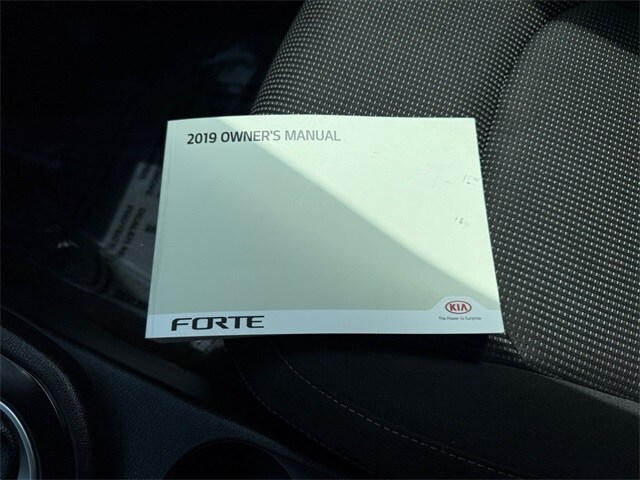 2019 OWNER'S MANUAL
FORTE
KIA
The Power to Surprise